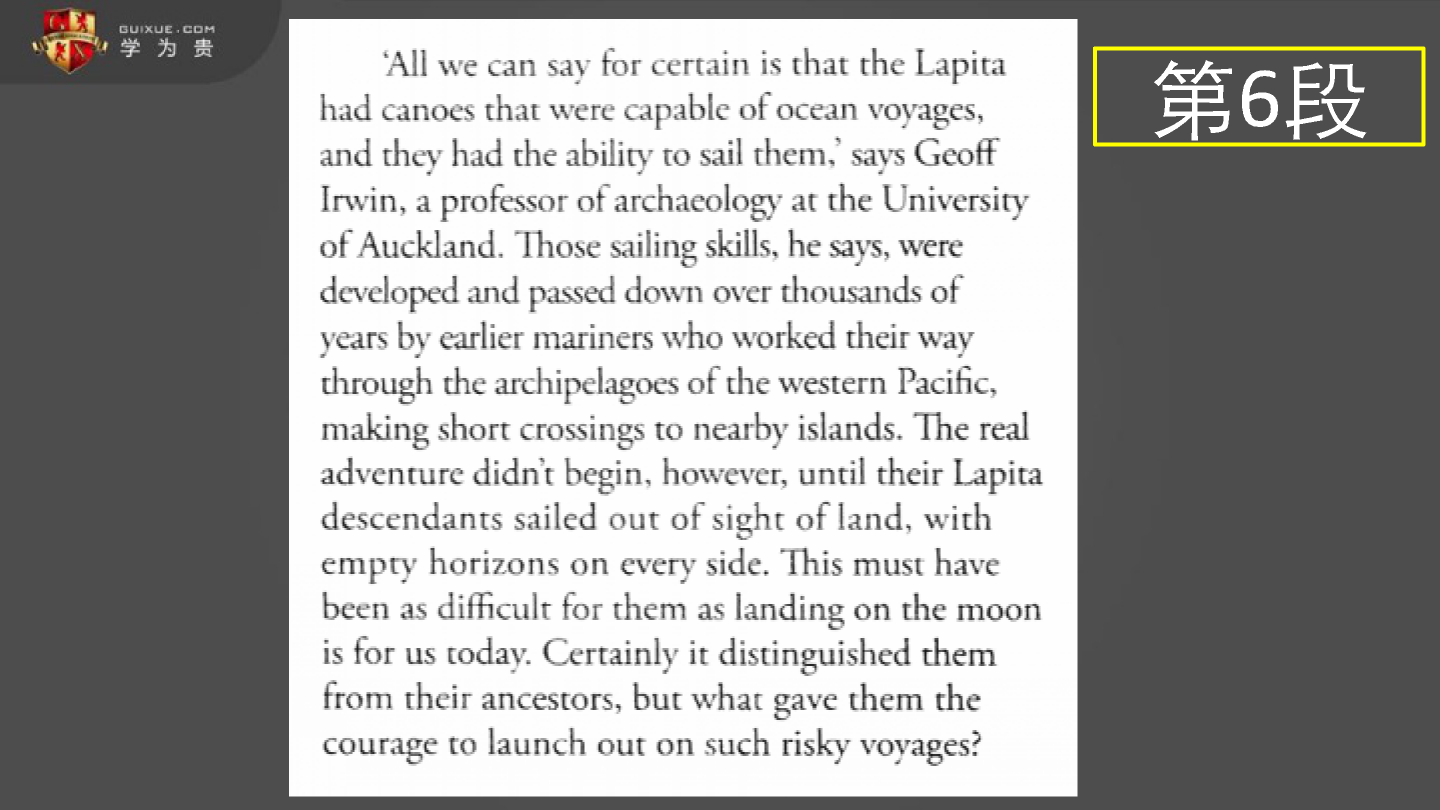 GUIXUE.COM
学为贵
‘All we can say for certain is that the Lapita
had canoes that were capable of ocean voyages,
and they had the ability to sail them,’ says Geoff
Irwin, a professor of archaeology at the University
of Auckland. Those sailing skills, he says, were
developed and passed down over thousands of
years by earlier mariners who worked their way
through the archipelagoes of the western Pacific,
making short crossings to nearby islands. The real
adventure didn’t begin, however, until their Lapita
descendants sailed out of sight of land, with
empty horizons on every side. This must have
been as difficult for them as landing on the moon
is for us today. Certainly it distinguished them
from their ancestors, but what gave them the
courage to launch out on such risky voyages?
第6段